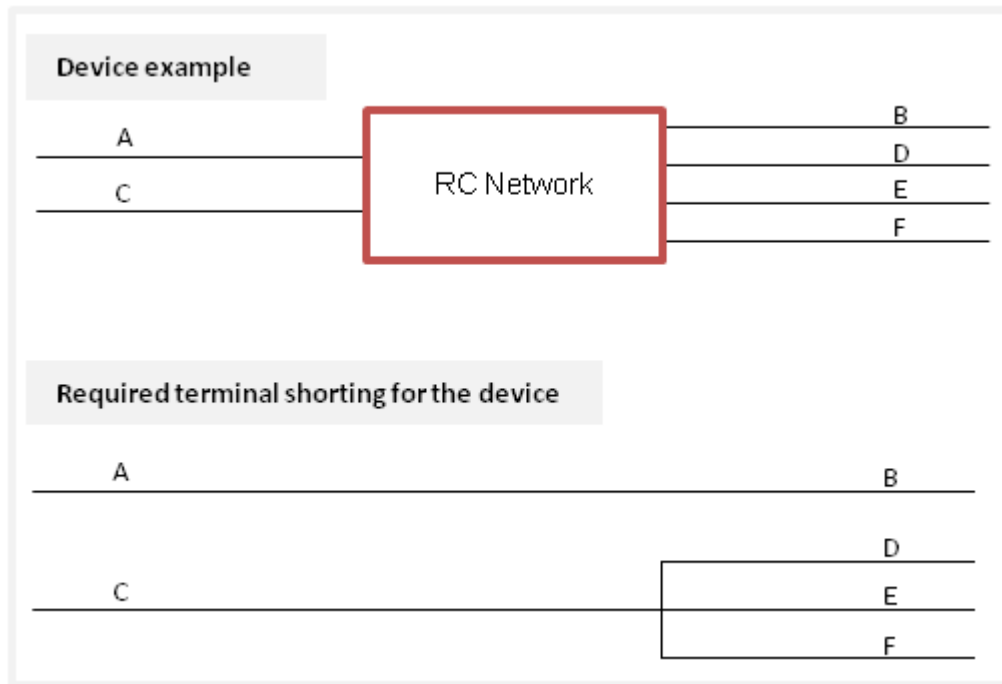 Device example
A
C
RC Network
B
D
E
F
Required terminal shorting for the device
A
B
C
D
E
F